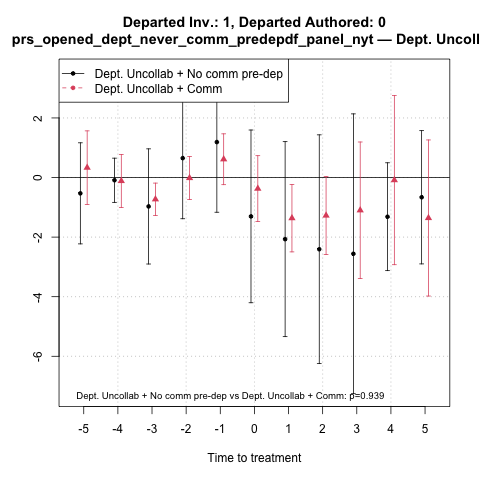 Departed Inv.: 1, Departed Authored: 0
prs_opened_dept_never_comm_predepdf_panel_nyt — Dept. Uncoll
Dept. Uncollab + No comm pre-dep
Dept. Uncollab + Comm
2
0
-2
-4
-6
Dept. Uncollab + No comm pre-dep vs Dept. Uncollab + Comm: p=0.939
-5 -4 -3 -2 -1 0 1 2 3 4 5
Time to treatment